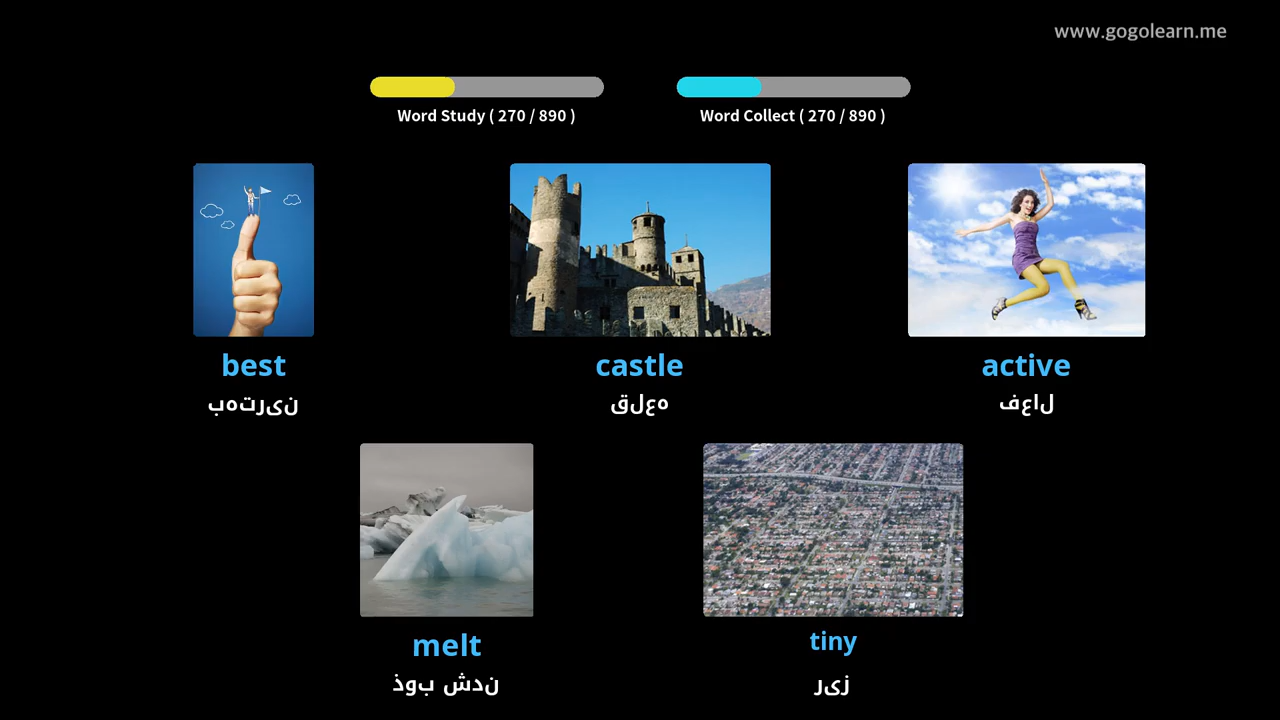 www.gogolearn.me
Word Study ( 270 / 890 )
Word Collect ( 270 / 890 )
best
بهترین
castle
قلعه
active
فعال
melt
ذوب شدن
tiny
ریز